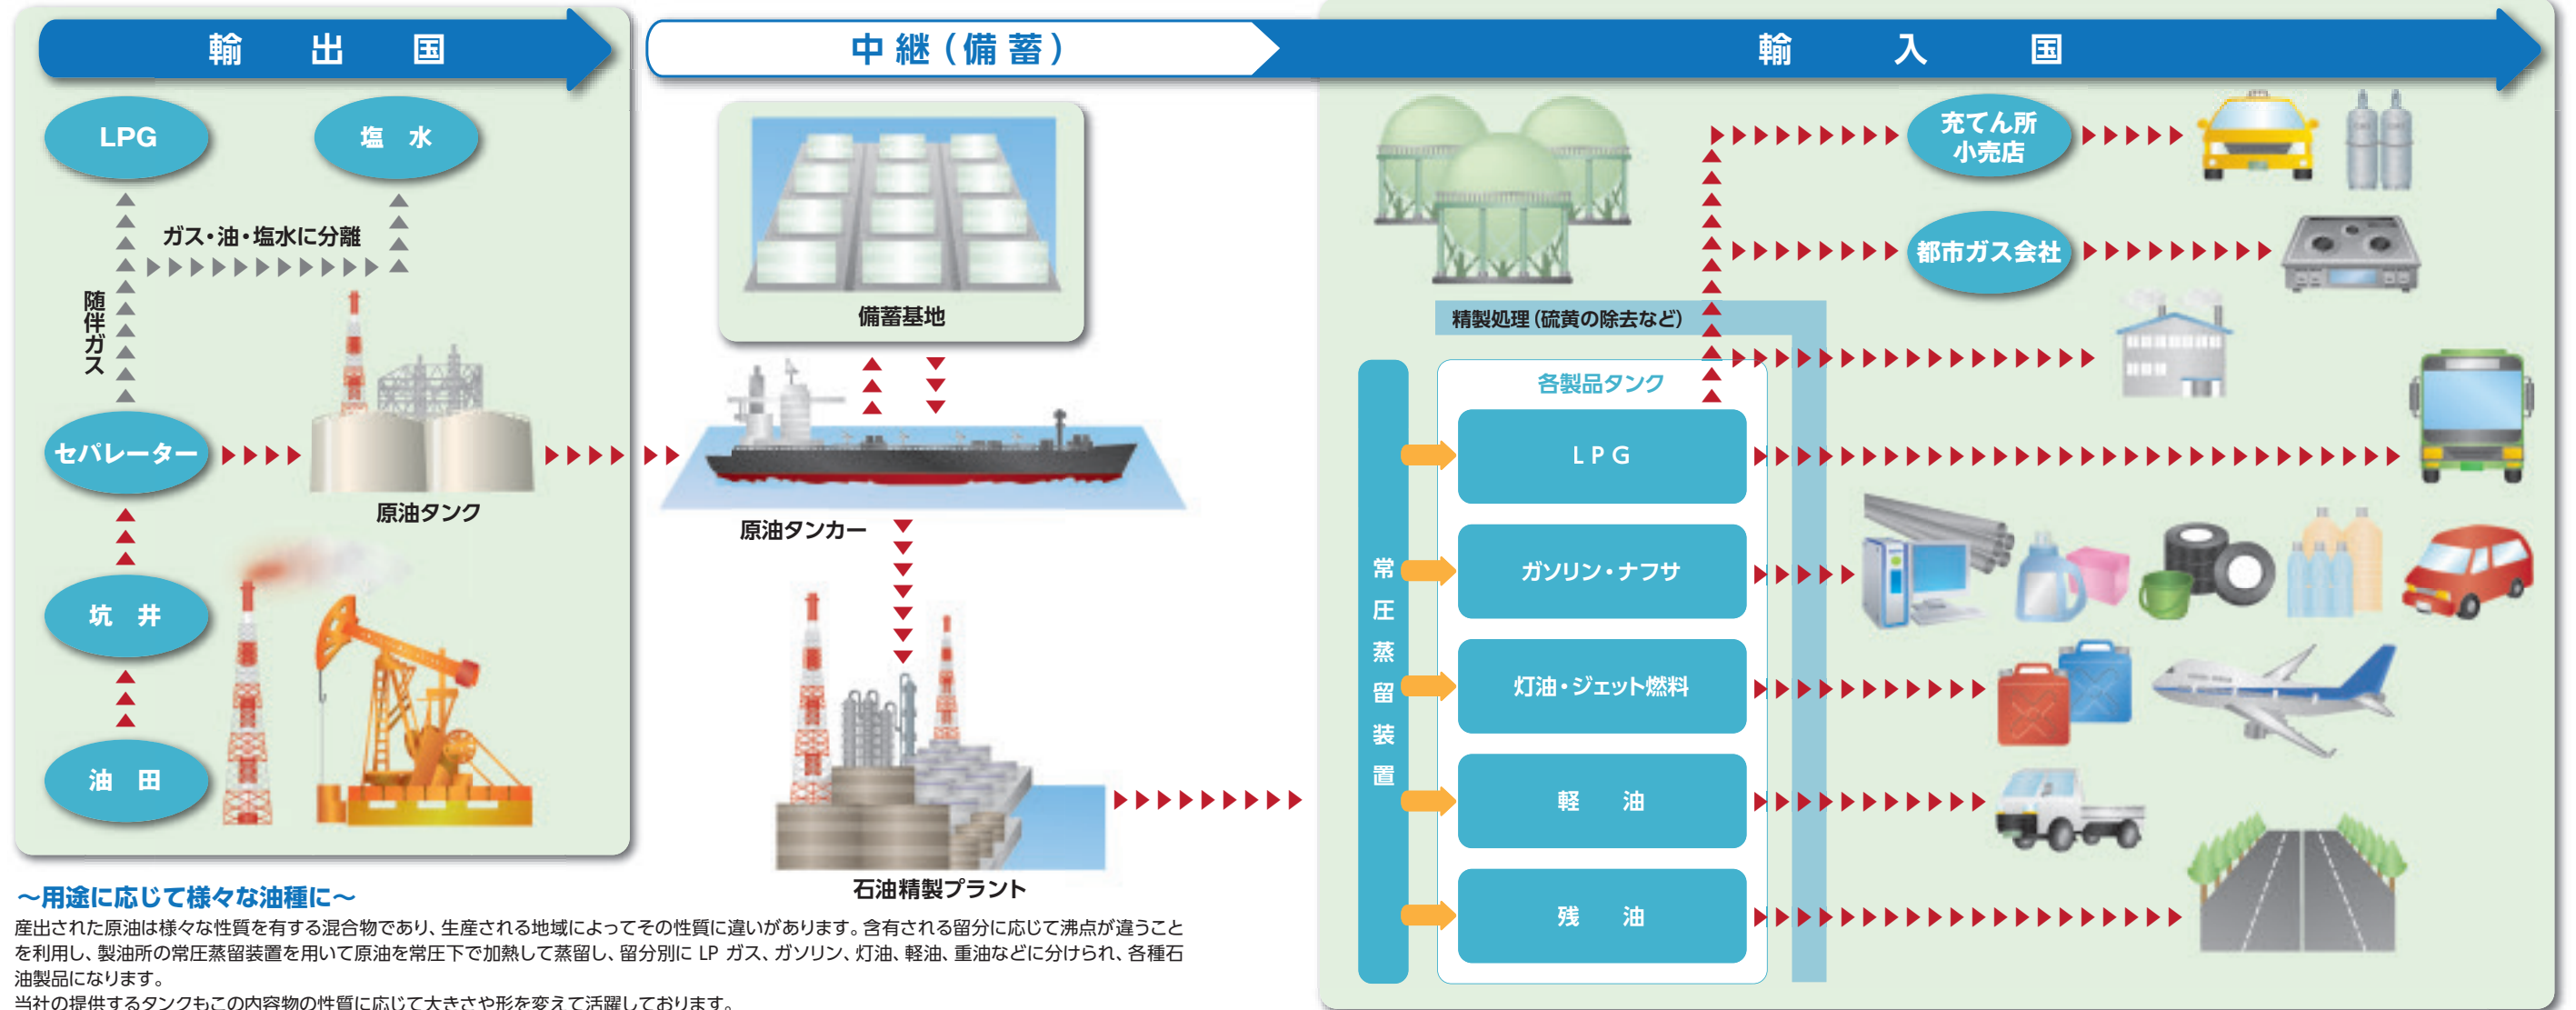 輸出国
中継(備蓄)
輸入国
LPG
塩水
ガス・油・塩水に分離
随伴ガス
セパレーター
原油タンク
坑井
油田
備蓄基地
原油タンカー
石油精製プラント
充てん所
小売店
都市ガス会社
精製処理(硫黄の除去など)
常圧蒸留装置
各製品タンク
LPG
ガソリン・ナフサ
灯油・ジェット燃料
軽油
残油
～用途に応じて様々な油種に～
産出された原油は様々な性質を有する混合物であり、生産される地域によってその性質に違いがあります。含有される留分に応じて沸点が違うこと
を利用し、製油所の常圧蒸留装置を用いて原油を常圧下で加熱して蒸留し、留分別に LP ガス、ガソリン、灯油、軽油、重油などに分けられ、各種石
油製品になります。
当社の提供するタンクもこの内容物の性質に応じて大きさや形を変えて活躍しております。